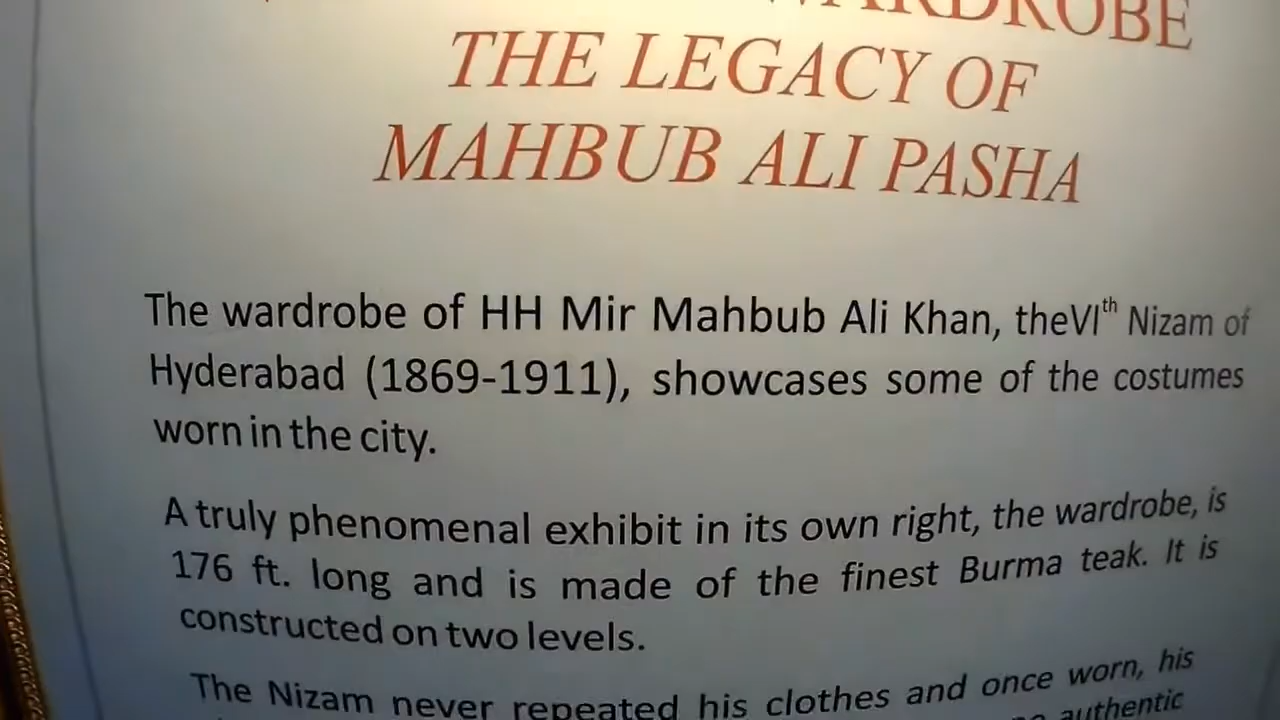 WARDROBE
THE LEGACY OF
MAHBUB ALI PASHA
The wardrobe of HH Mir Mahbub Ali Khan, theVIth Nizam of
Hyderabad (1869-1911), showcases some of the costumes
worn in the city.
A truly phenomenal exhibit in its own right, the wardrobe, is
176 ft. long and is made of the finest Burma teak. It is
constructed on two levels.
The Nizam never repeated his clothes and once worn, his
authentic